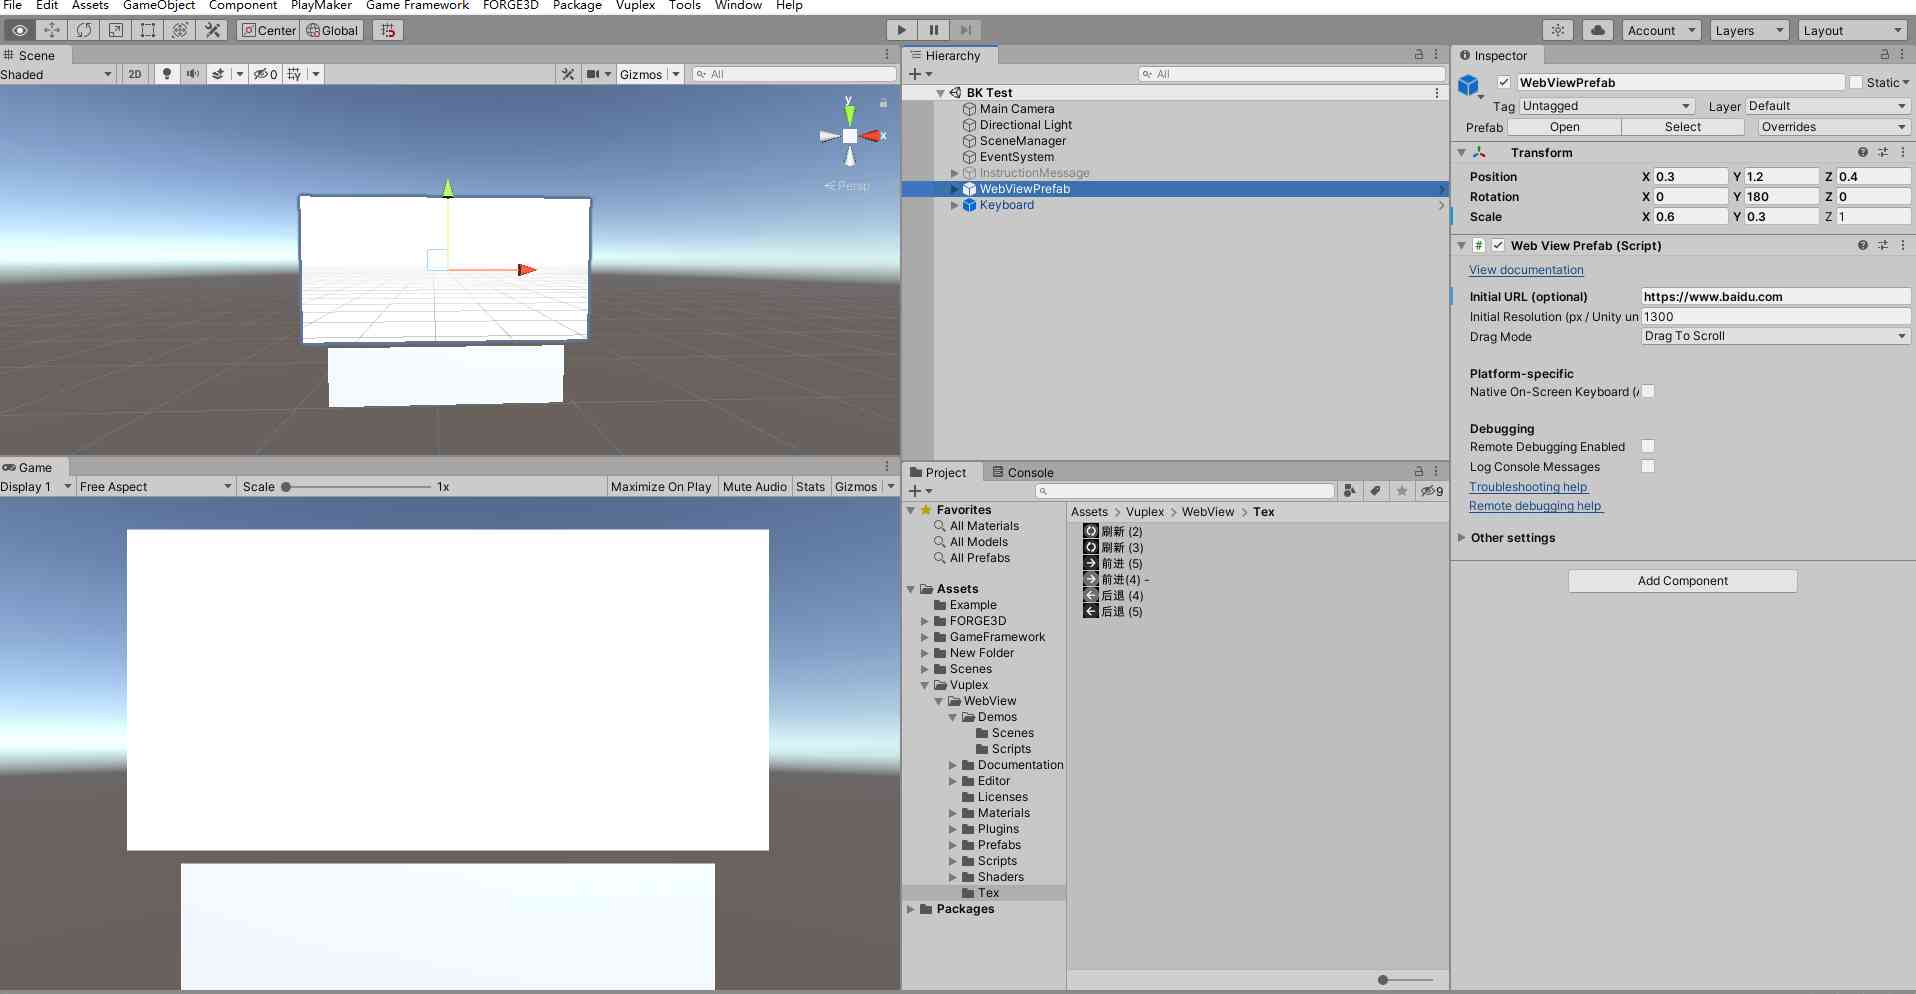 File Edit Assets GameObject Component PlayMaker Game Framework FORGE3D Package Vuplex Tools Window Help
Center Global Account Layers Layout
Scene
Shaded 2D 0 Gizmos All
y
x
Persp
Game
Display 1 Free Aspect Scale 1x Maximize On Play Mute Audio Stats Gizmos
Hierarchy
All
BK Test
Main Camera
Directional Light
SceneManager
EventSystem
InstructionMessage
WebViewPrefab
Keyboard
Project Console
9
Favorites
All Materials
All Models
All Prefabs
Assets
Example
FORGE3D
GameFramework
New Folder
Scenes
Vuplex
WebView
Demos
Scenes
Scripts
Documentation
Editor
Licenses
Materials
Plugins
Prefabs
Scripts
Shaders
Tex
Packages
Assets > Vuplex > WebView > Tex
刷新 (2)
刷新 (3)
前进 (5)
前进(4) -
后退 (4)
后退 (5)
Inspector
WebViewPrefab Static
Tag Untagged Layer Default
Prefab Open Select Overrides
Transform
Position X 0.3 Y 1.2 Z 0.4
Rotation X 0 Y 180 Z 0
Scale X 0.6 Y 0.3 Z 1
# Web View Prefab (Script)
View documentation
Initial URL (optional) https://www.baidu.com
Initial Resolution (px / Unity un 1300
Drag Mode Drag To Scroll
Platform-specific
Native On-Screen Keyboard (/
Debugging
Remote Debugging Enabled
Log Console Messages
Troubleshooting help
Remote debugging help
Other settings
Add Component